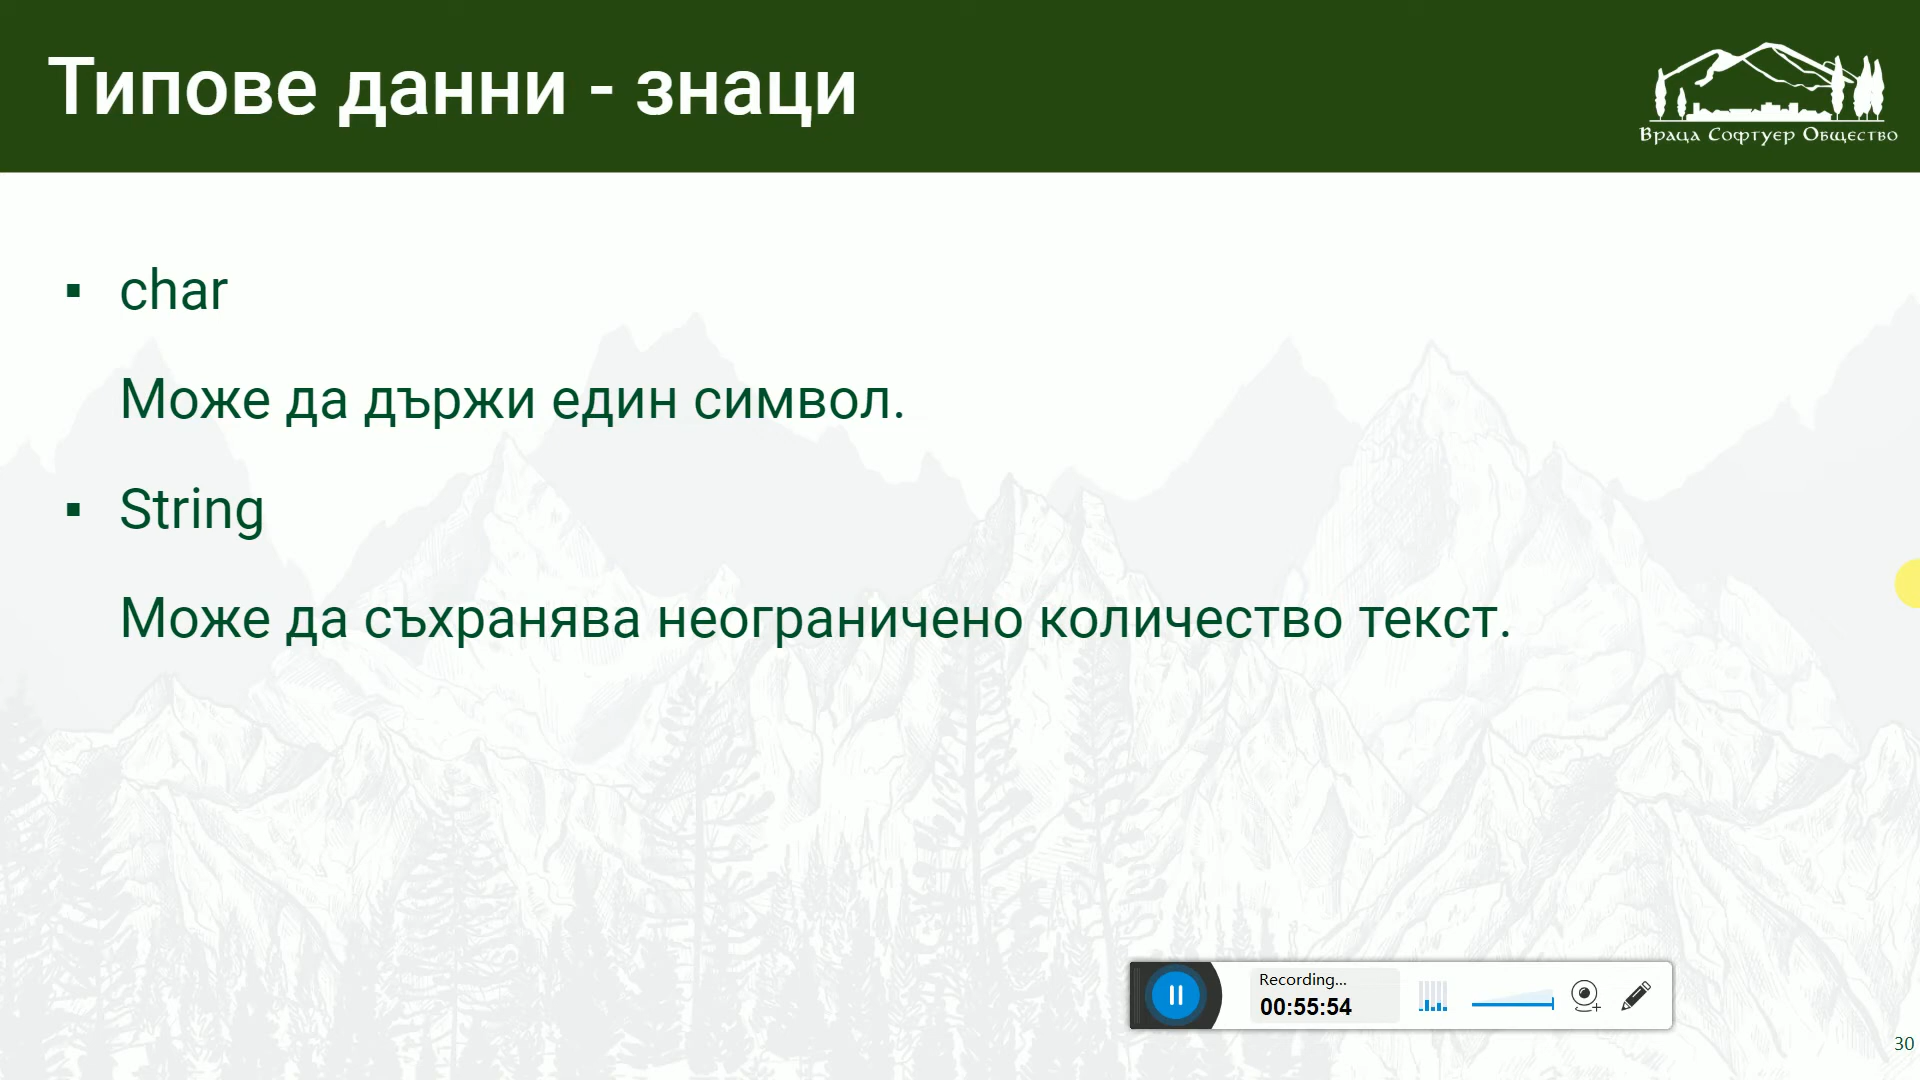 Типове данни - знаци
Враца Софтуер Общество
▪ char
Може да държи един символ.
▪ String
Може да съхранява неограничено количество текст.
Recording...
00:55:54
30